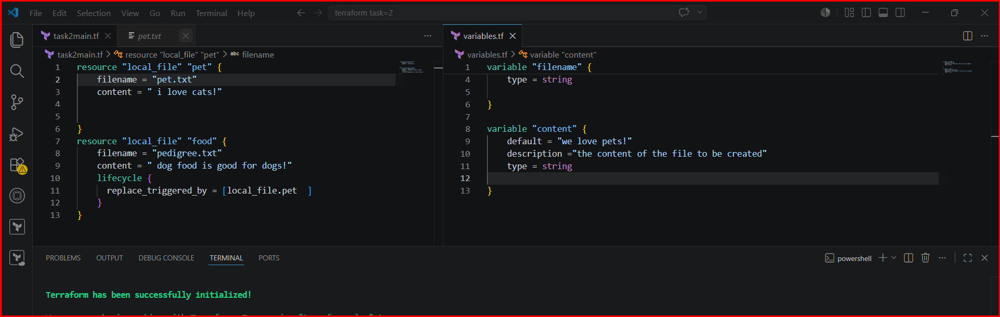 File Edit Selection View Go Run Terminal Help
terraform task=2
task2main.tf
pet.txt
task2main.tf > resource "local_file" "pet" > abc filename
1 resource "local_file" "pet" {
2 filename = "pet.txt"
3 content = " i love cats!"
4
5
6 }
7 resource "local_file" "food" {
8 filename = "pedigree.txt"
9 content = " dog food is good for dogs!"
10 lifecycle {
11 replace_triggered_by = [local_file.pet  ]
12 }
13 }
variables.tf
variables.tf > variable "content"
1 variable "filename" {
4 type = string
5
6 }
7
8 variable "content" {
9 default = "we love pets!"
10 description ="the content of the file to be created"
11 type = string
12
13 }
PROBLEMS OUTPUT DEBUG CONSOLE TERMINAL PORTS
powershell
Terraform has been successfully initialized!